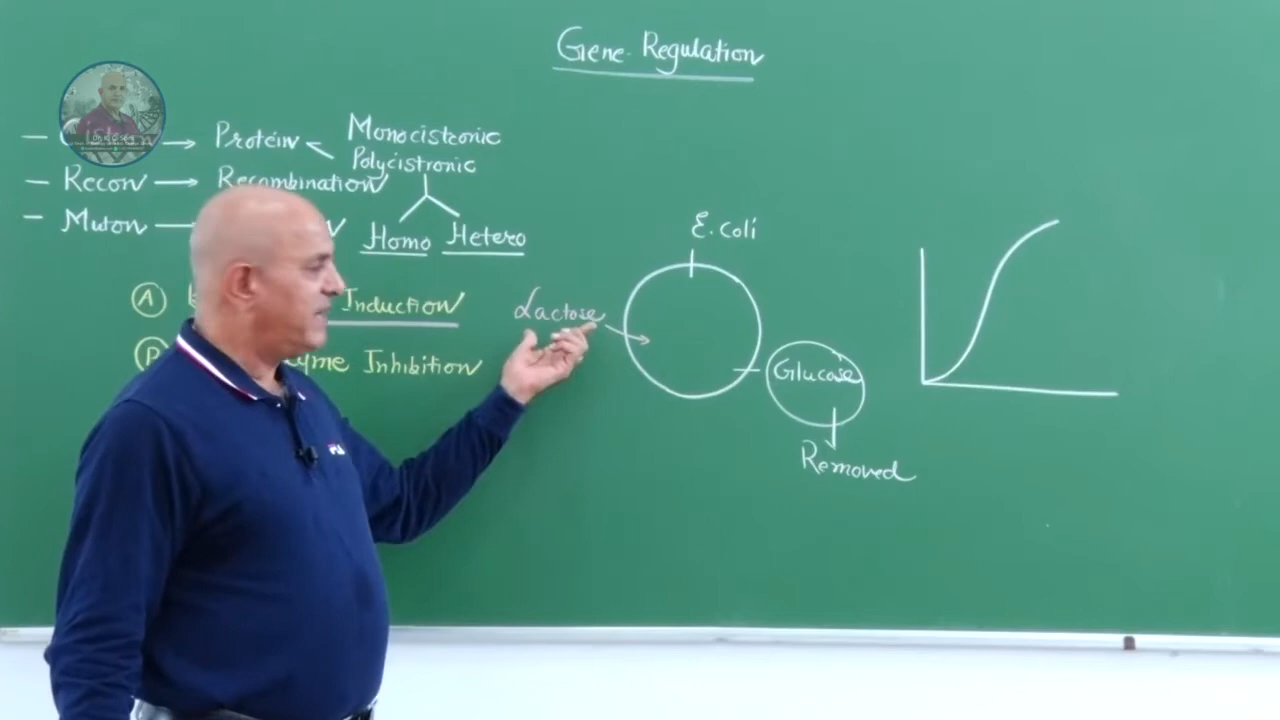 Gene Regulation
— → Protein < Monocistronic
Polycistronic
— Recon → Recombination
— Muton —
Homo Hetero
E. coli
A Induction
Lactose
Inhibition
Glucose
Removed